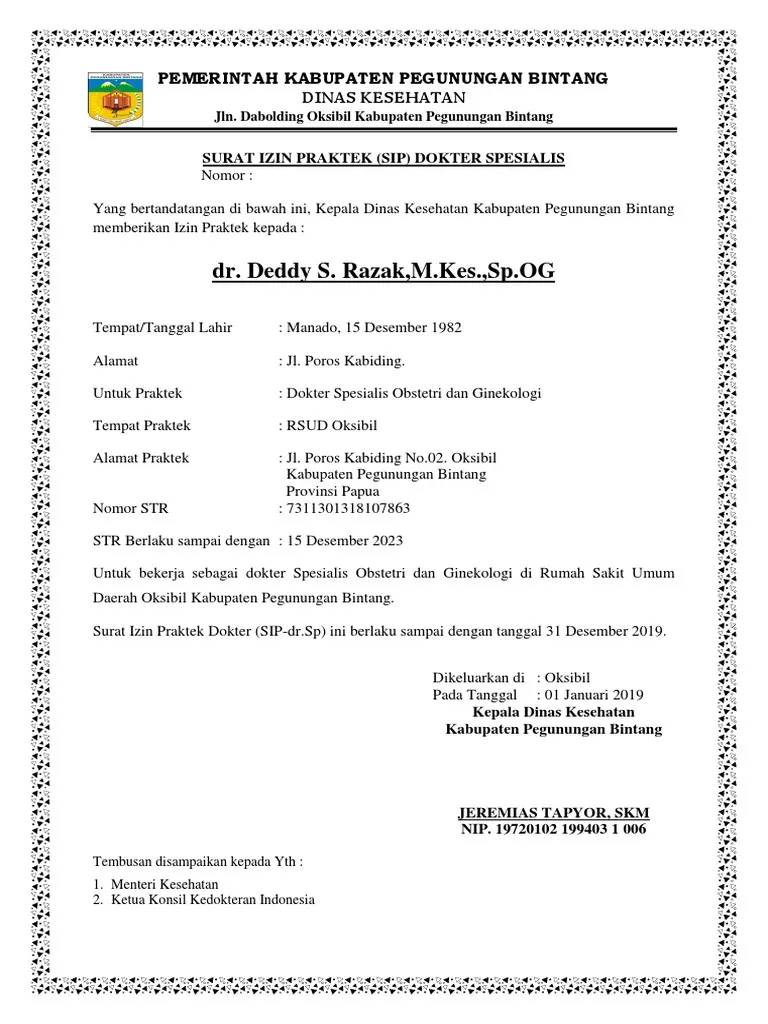 PEMERINTAH KABUPATEN PEGUNUNGAN BINTANG
DINAS KESEHATAN
Jln. Dabolding Oksibil Kabupaten Pegunungan Bintang
SURAT IZIN PRAKTEK (SIP) DOKTER SPESIALIS
Nomor :
Yang bertandatangan di bawah ini, Kepala Dinas Kesehatan Kabupaten Pegunungan Bintang
memberikan Izin Praktek kepada :
dr. Deddy S. Razak,M.Kes.,Sp.OG
Tempat/Tanggal Lahir : Manado, 15 Desember 1982
Alamat : Jl. Poros Kabiding.
Untuk Praktek : Dokter Spesialis Obstetri dan Ginekologi
Tempat Praktek : RSUD Oksibil
Alamat Praktek : Jl. Poros Kabiding No.02. Oksibil
Kabupaten Pegunungan Bintang
Provinsi Papua
Nomor STR : 7311301318107863
STR Berlaku sampai dengan : 15 Desember 2023
Untuk bekerja sebagai dokter Spesialis Obstetri dan Ginekologi di Rumah Sakit Umum
Daerah Oksibil Kabupaten Pegunungan Bintang.
Surat Izin Praktek Dokter (SIP-dr.Sp) ini berlaku sampai dengan tanggal 31 Desember 2019.
Dikeluarkan di : Oksibil
Pada Tanggal : 01 Januari 2019
Kepala Dinas Kesehatan
Kabupaten Pegunungan Bintang
JEREMIAS TAPYOR, SKM
NIP. 19720102 199403 1 006
Tembusan disampaikan kepada Yth :
1. Menteri Kesehatan
2. Ketua Konsil Kedokteran Indonesia